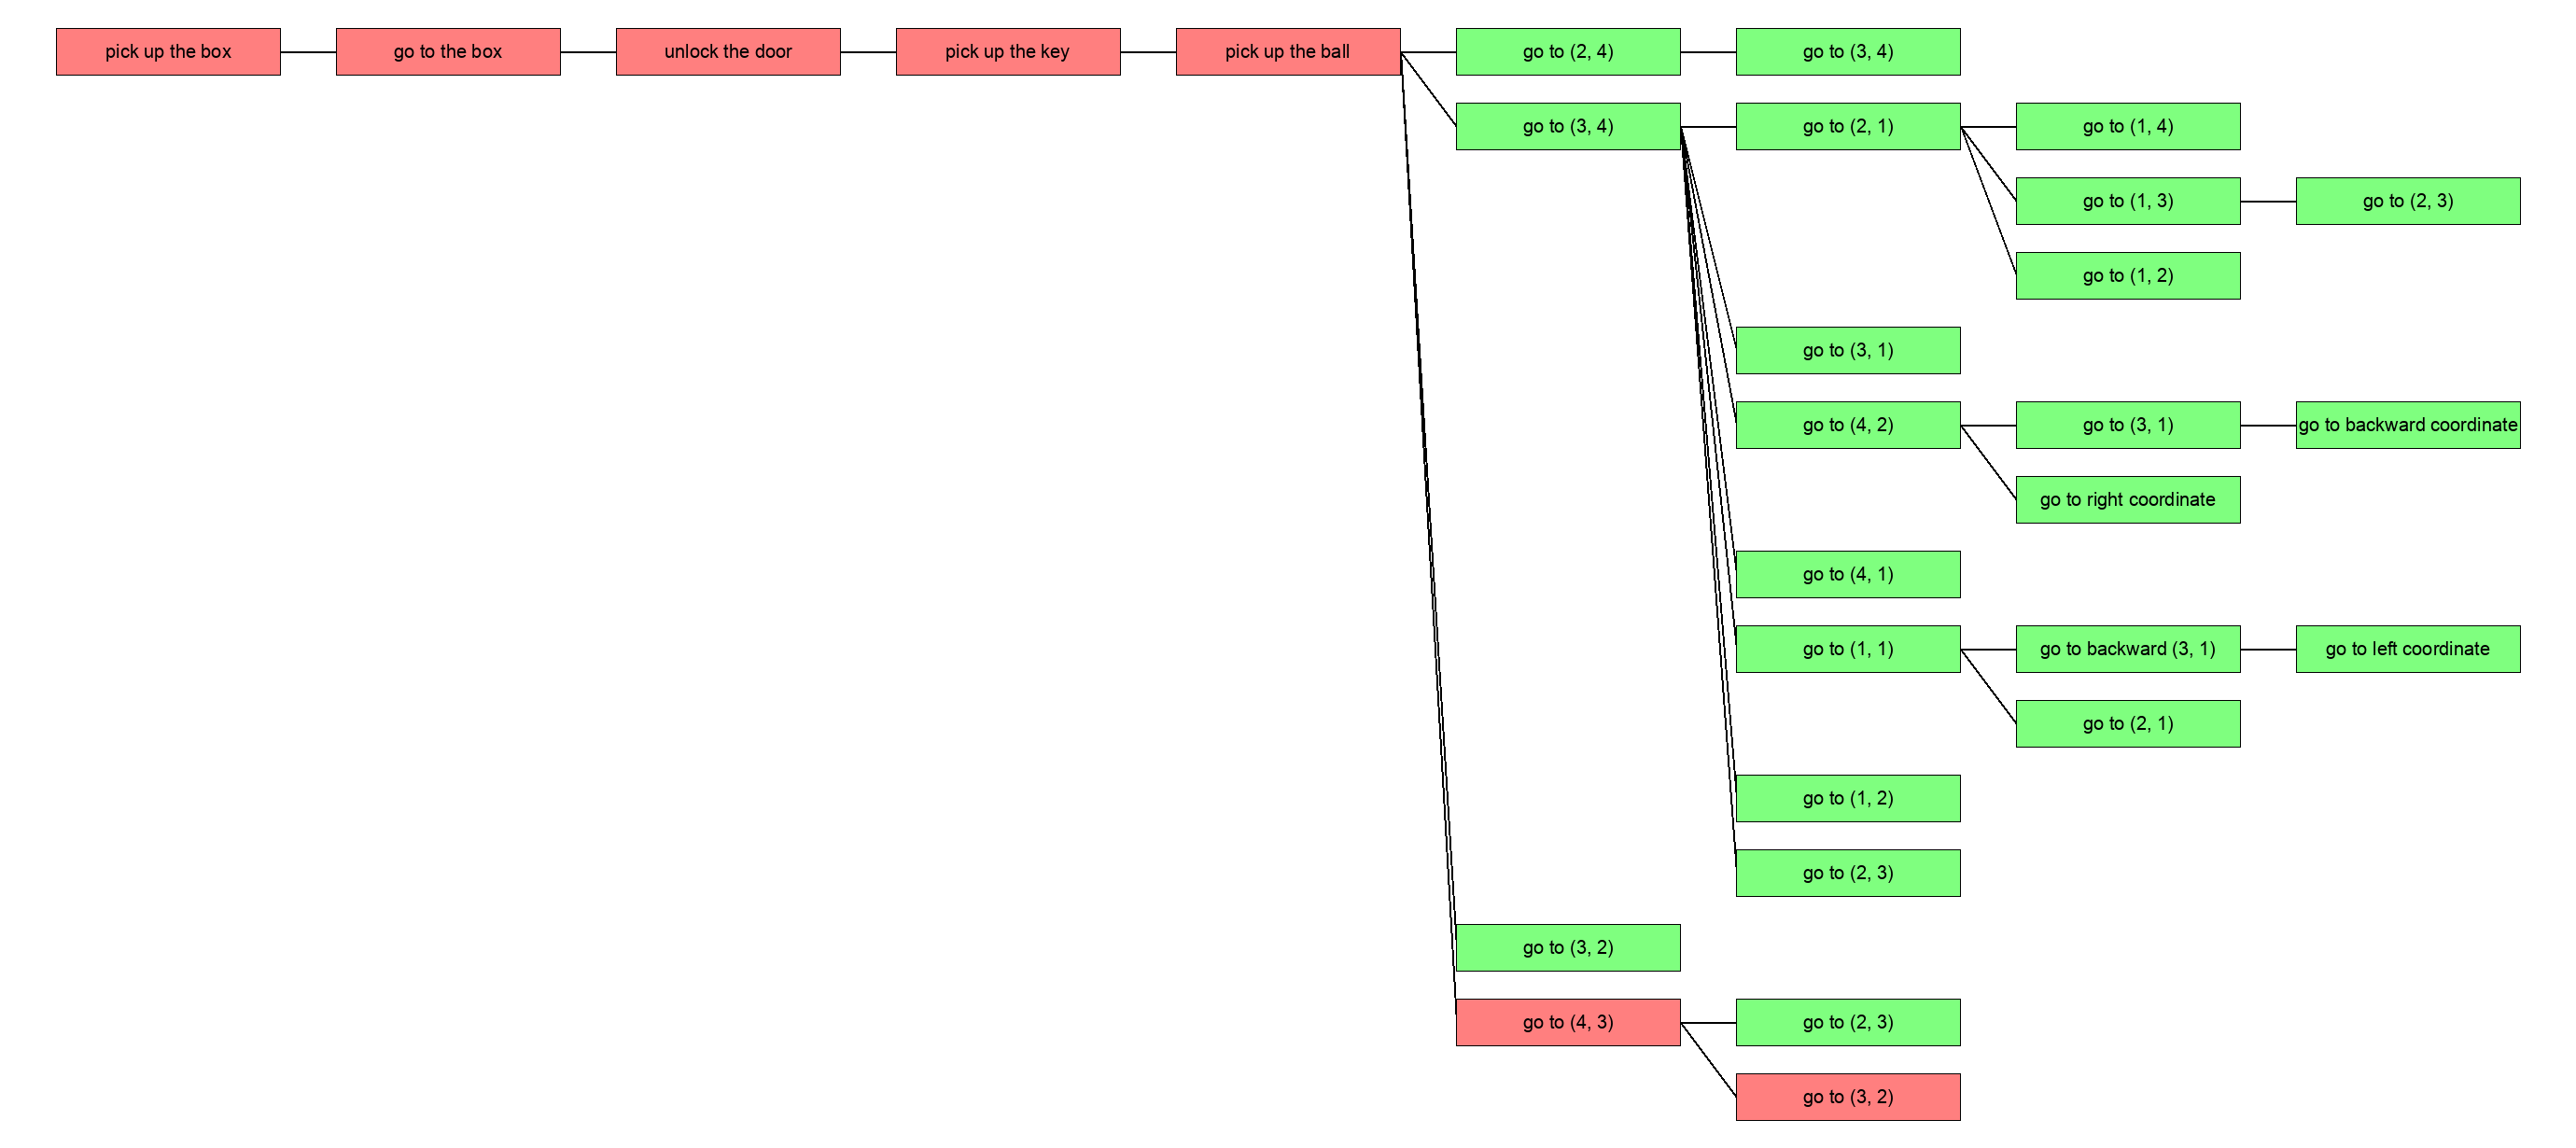 pick up the box
go to the box
unlock the door
pick up the key
pick up the ball
go to (2, 4)
go to (3, 4)
go to (3, 4)
go to (2, 1)
go to (1, 4)
go to (1, 3)
go to (2, 3)
go to (1, 2)
go to (3, 1)
go to (4, 2)
go to (3, 1)
go to backward coordinate
go to right coordinate
go to (4, 1)
go to (1, 1)
go to backward (3, 1)
go to left coordinate
go to (2, 1)
go to (1, 2)
go to (2, 3)
go to (3, 2)
go to (4, 3)
go to (2, 3)
go to (3, 2)